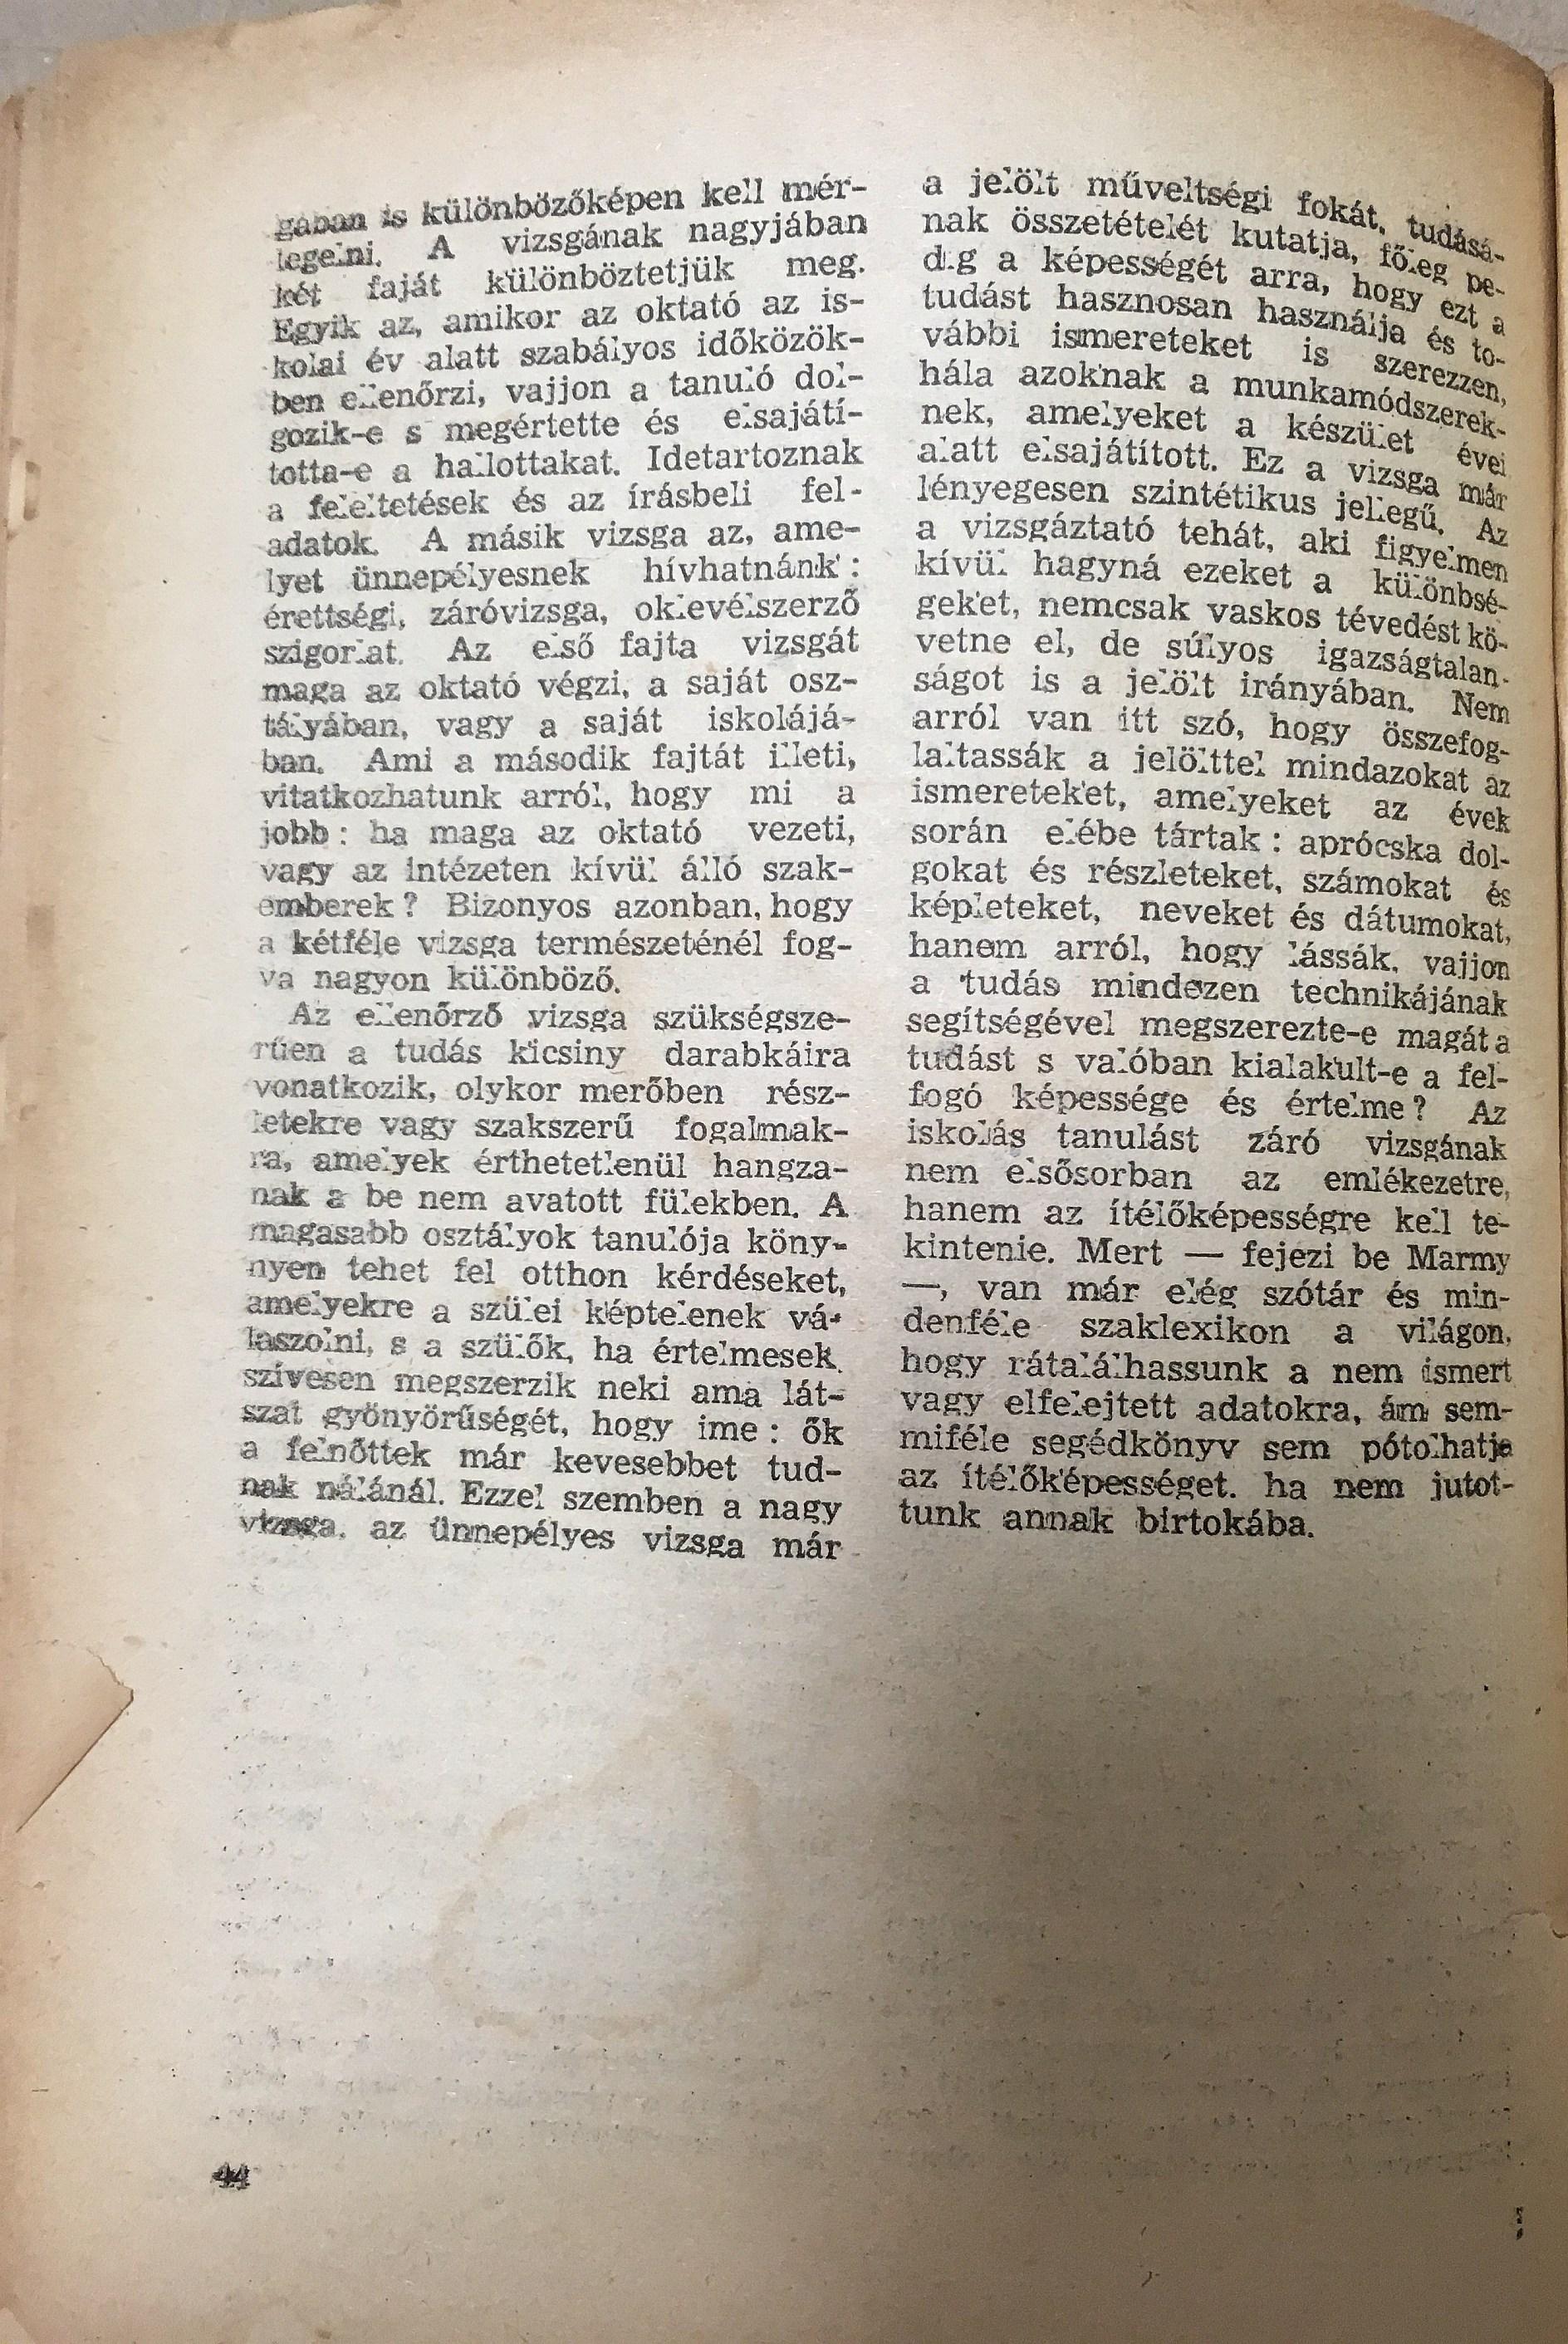 gában is különbözőképen kell mér-
legelni. A vizsgának nagyjában
két faját különböztetjük meg.
Egyik az, amikor az oktató az is-
kolai év alatt szabályos időközök-
ben ellenőrzi, vajjon a tanuló dol-
gozik-e s megértette és elsajátí-
totta-e a hallottakat. Idetartoznak
a feleltetések és az írásbeli fel-
adatok. A másik vizsga az, ame-
lyet ünnepélyesnek hívhatnánk:
érettségi, záróvizsga, oklevélszerző
szigorlat. Az első fajta vizsgát
maga az oktató végzi, a saját osz-
tályában, vagy a saját iskolájá-
ban. Ami a második fajtát illeti,
vitatkozhatunk arról, hogy mi a
jobb: ha maga az oktató vezeti,
vagy az intézeten kívül álló szak-
emberek? Bizonyos azonban, hogy
a kétféle vizsga természeténél fog-
va nagyon különböző.
Az ellenőrző vizsga szükségsze-
rűen a tudás kicsiny darabkáira
vonatkozik, olykor merőben rész-
letekre vagy szakszerű fogalmak-
ra, amelyek érthetetlenül hangza-
nak a be nem avatott fülekben. A
magasabb osztályok tanulója köny-
nyen tehet fel otthon kérdéseket,
amelyekre a szülei képtelenek vá-
laszolni, s a szülők, ha értelmesek,
szívesen megszerzik neki ama lát-
szat gyönyörűségét, hogy ime: ők
a felnőttek már kevesebbet tud-
nak nálánál. Ezzel szemben a nagy
vizsga, az ünnepélyes vizsga már
a jelölt műveltségi fokát, tudásá-
nak összetételét kutatja, főleg pe-
dig a képességét arra, hogy ezt a
tudást hasznosan használja és to-
vábbi ismereteket is szerezzen,
hála azoknak a munkamódszerek-
nek, amelyeket a készület évei
alatt elsajátított. Ez a vizsga már
lényegesen szintétikus jellegű. Az
a vizsgáztató tehát, aki figyelmen
kívül hagyná ezeket a különbsé-
geket, nemcsak vaskos tévedést kö-
vetne el, de súlyos igazságtalan-
ságot is a jelölt irányában. Nem
arról van itt szó, hogy összefog-
laltassák a jelölttel mindazokat az
ismereteket, amelyeket az évek
során elébe tártak: aprócska dol-
gokat és részleteket, számokat és
képleteket, neveket és dátumokat,
hanem arról, hogy lássák, vajjon
a tudás mindezen technikájának
segítségével megszerezte-e magát a
tudást s valóban kialakult-e a fel-
fogó képessége és értelme? Az
iskolás tanulást záró vizsgának
nem elsősorban az emlékezetre,
hanem az ítélőképességre kell te-
kintenie. Mert — fejezi be Marmy
—, van már elég szótár és min-
denféle szaklexikon a világon,
hogy rátalálhassunk a nem ismert
vagy elfelejtett adatokra, ám sem-
miféle segédkönyv sem pótolhatja
az ítélőképességet, ha nem jutot-
tunk annak birtokába.
44